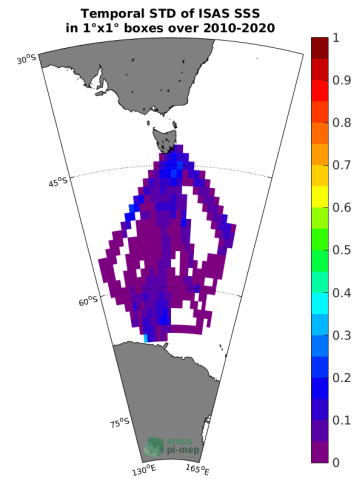 Temporal STD of ISAS SSS
in 1°x1° boxes over 2010-2020
30°S
45°S
60°S
75°S
130°E
165°E
1
0.9
0.8
0.7
0.6
0.5
0.4
0.3
0.2
0.1
0
smos
pi-mep